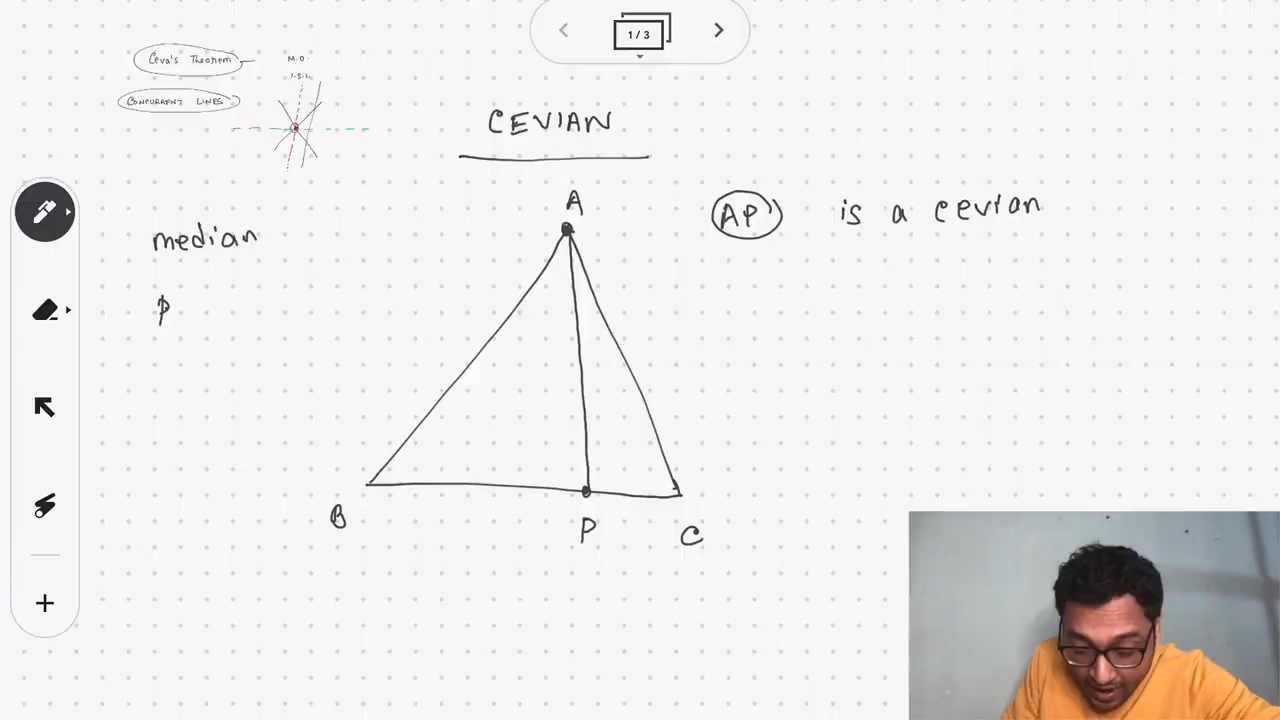 1 / 3
Ceva's Theorem
M.O.
I.S.I.
CONCURRENT LINES
CEVIAN
A
AP is a cevian
median
p
B
P
C